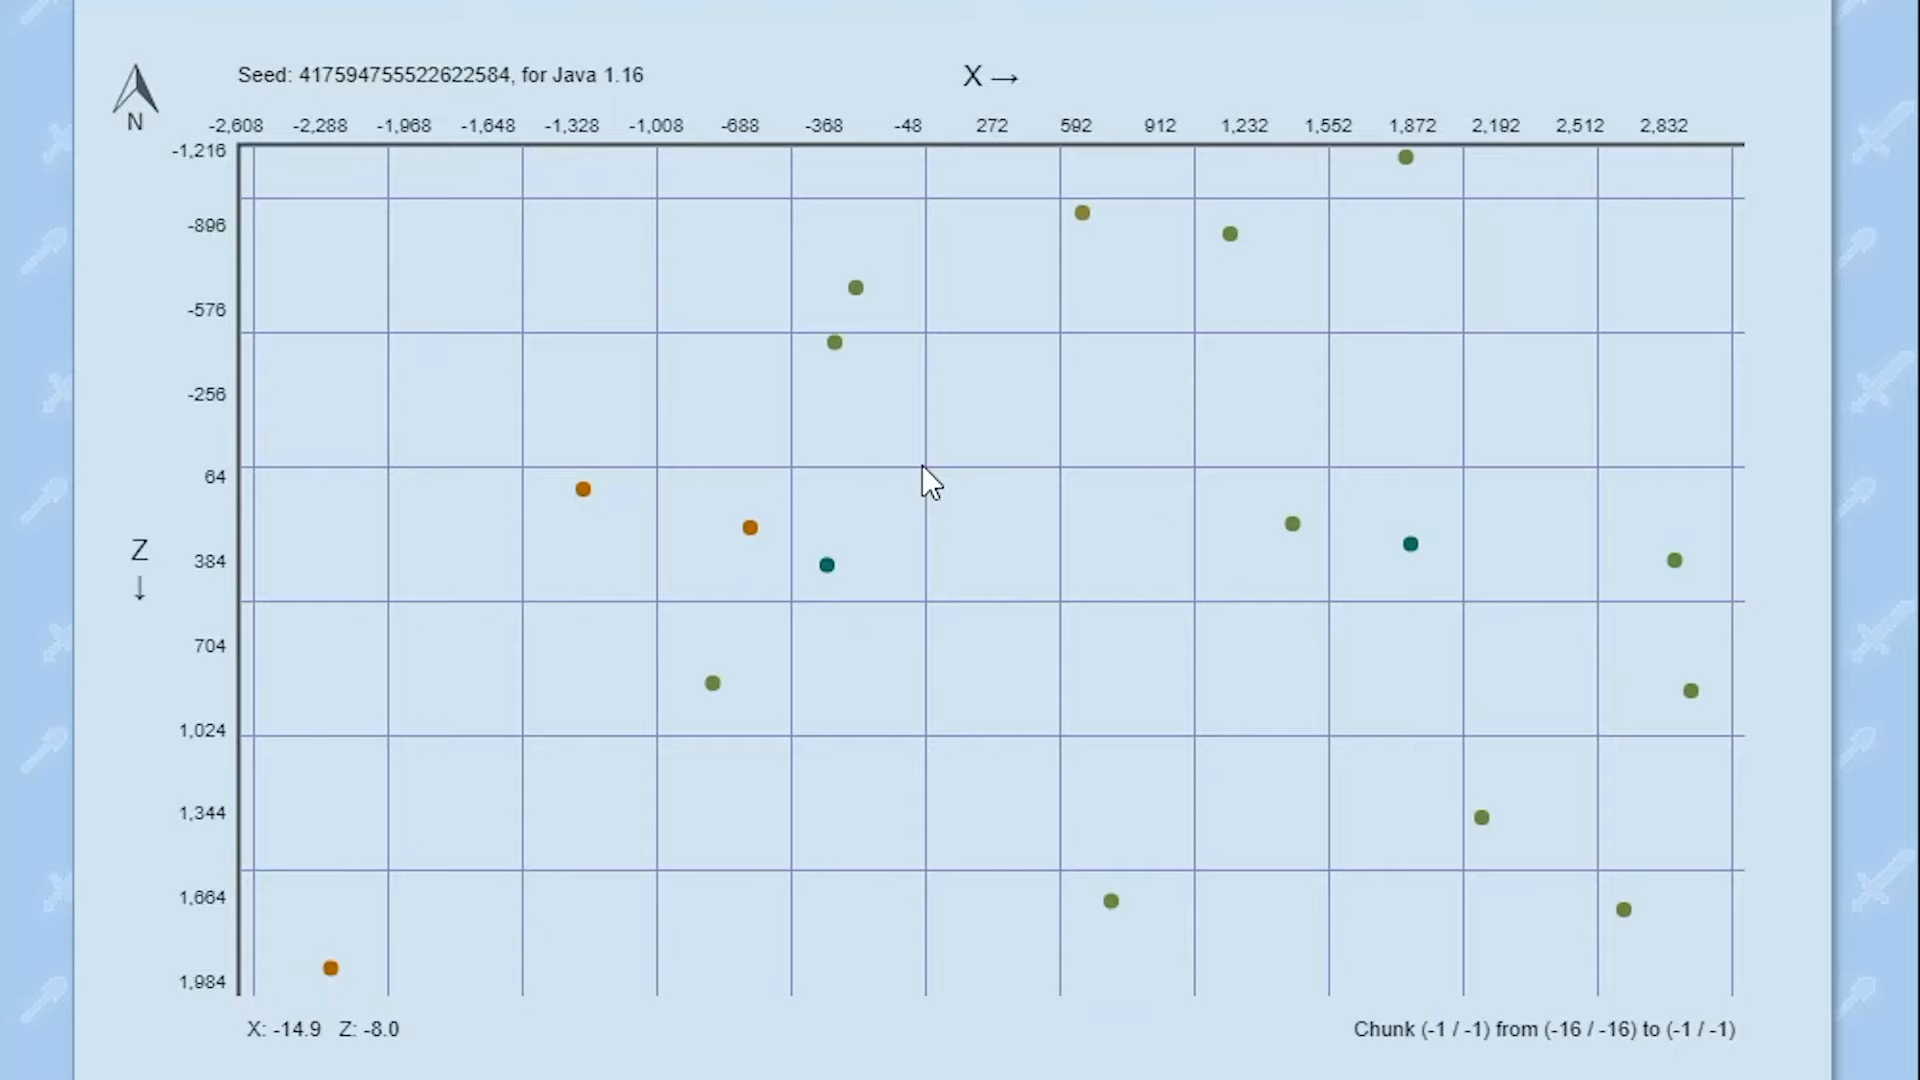 Seed: 417594755522622584, for Java 1.16
X →
N
-2,608 -2,288 -1,968 -1,648 -1,328 -1,008 -688 -368 -48 272 592 912 1,232 1,552 1,872 2,192 2,512 2,832
-1,216
-896
-576
-256
64
Z
↓
384
704
1,024
1,344
1,664
1,984
X: -14.9 Z: -8.0
Chunk (-1 / -1) from (-16 / -16) to (-1 / -1)